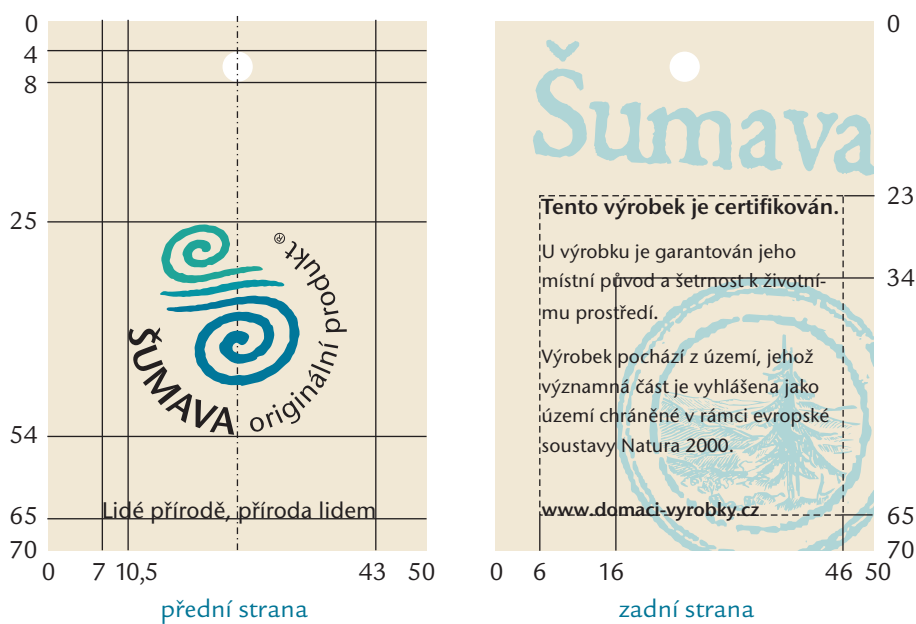 0
4
8
25
54
65
70
ŠUMAVA originální produkt®
Lidé přírodě, příroda lidem
0 7 10,5 43 50
přední strana
Šumava
Tento výrobek je certifikován.
U výrobku je garantován jeho
místní původ a šetrnost k životní-
mu prostředí.
Výrobek pochází z území, jehož
významná část je vyhlášena jako
území chráněné v rámci evropské
soustavy Natura 2000.
www.domaci-vyrobky.cz
0
23
34
65
70
0 6 16 46 50
zadní strana